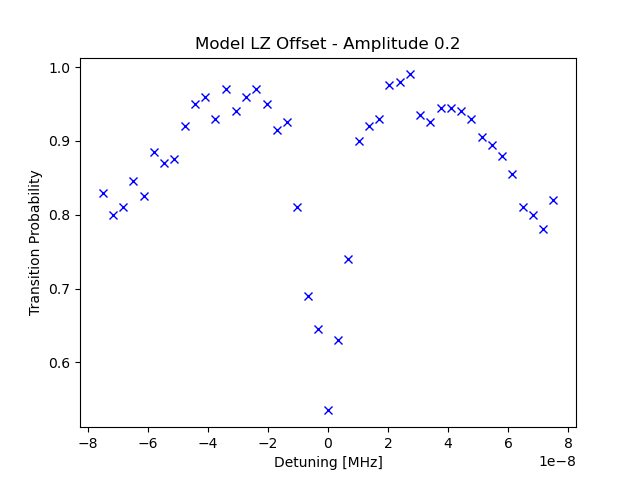 Model LZ Offset - Amplitude 0.2
Transition Probability
1.0
0.9
0.8
0.7
0.6
−8 −6 −4 −2 0 2 4 6 8
1e−8
Detuning [MHz]